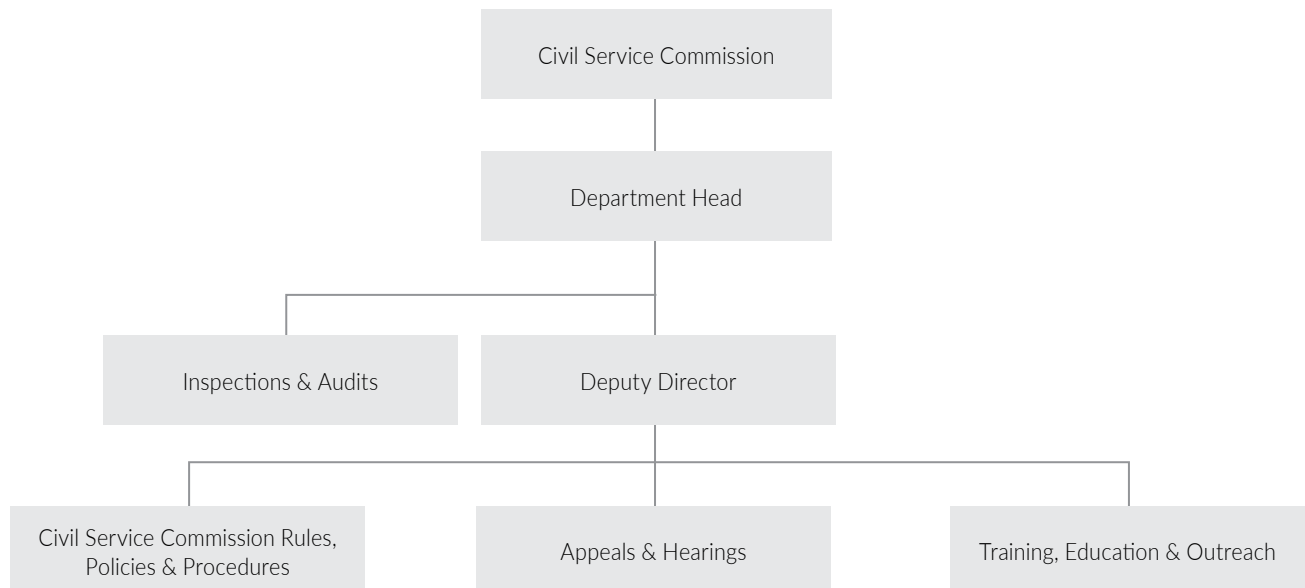 Civil Service Commission
Department Head
Inspections & Audits
Deputy Director
Civil Service Commission Rules,
Policies & Procedures
Appeals & Hearings
Training, Education & Outreach